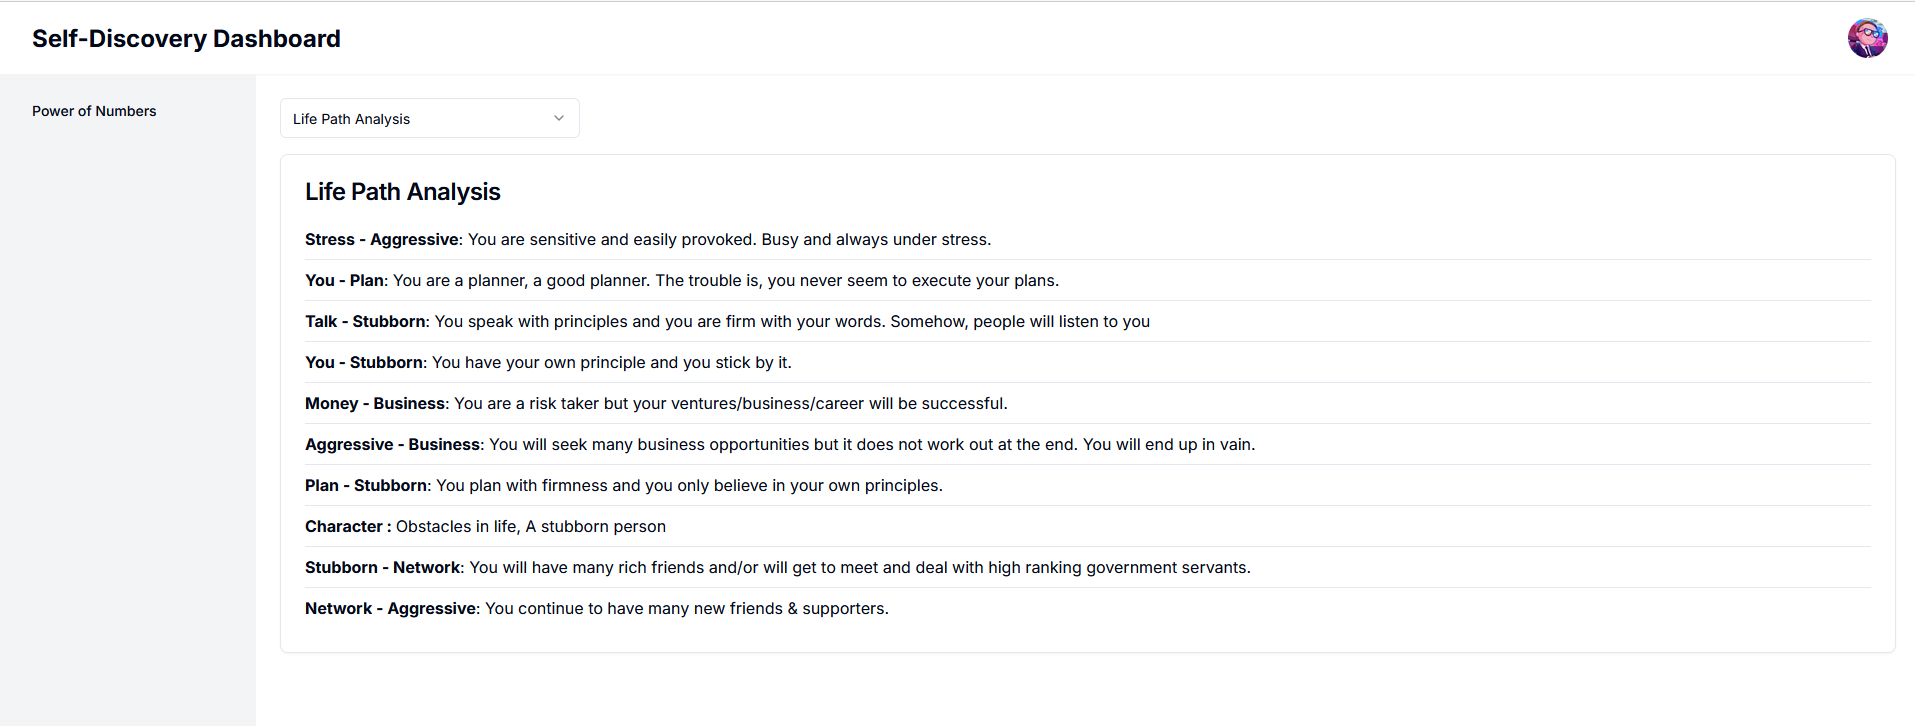 Self-Discovery Dashboard
Power of Numbers
Life Path Analysis
Life Path Analysis
Stress - Aggressive: You are sensitive and easily provoked. Busy and always under stress.
You - Plan: You are a planner, a good planner. The trouble is, you never seem to execute your plans.
Talk - Stubborn: You speak with principles and you are firm with your words. Somehow, people will listen to you
You - Stubborn: You have your own principle and you stick by it.
Money - Business: You are a risk taker but your ventures/business/career will be successful.
Aggressive - Business: You will seek many business opportunities but it does not work out at the end. You will end up in vain.
Plan - Stubborn: You plan with firmness and you only believe in your own principles.
Character : Obstacles in life, A stubborn person
Stubborn - Network: You will have many rich friends and/or will get to meet and deal with high ranking government servants.
Network - Aggressive: You continue to have many new friends & supporters.